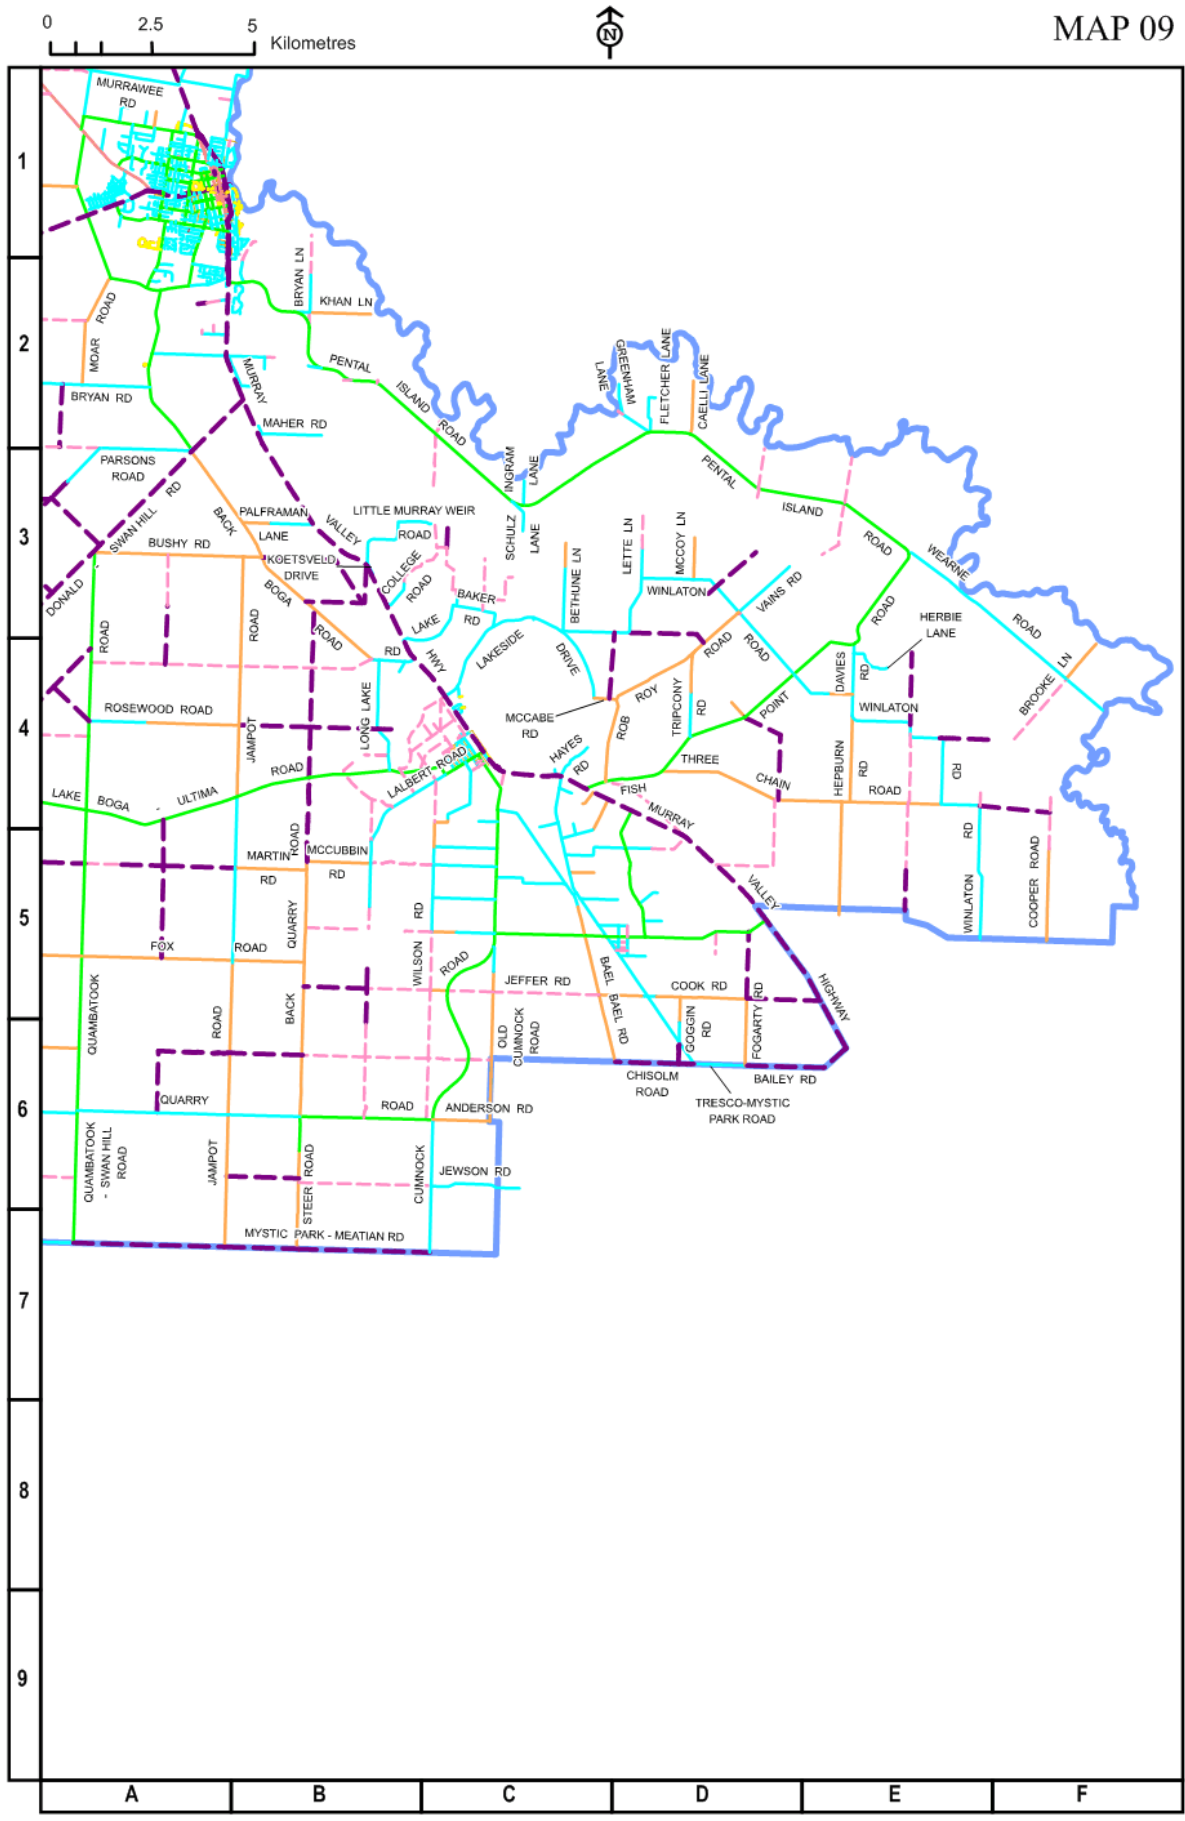 0 2.5 5
Kilometres
N
MAP 09
1
2
3
4
5
6
7
8
9
A B C D E F
MURRAWEE
RD
BRYAN LN
KHAN LN
MOAR
ROAD
BRYAN RD
MURRAY
MAHER RD
PENTAL
ISLAND
ROAD
GREENHAM
LANE
FLETCHER LANE
CAELLI LANE
PARSONS
ROAD
INGRAM
LANE
PENTAL
ISLAND
ROAD
DONALD - SWAN HILL RD
BACK
PALFRAMAN
LANE
VALLEY
LITTLE MURRAY WEIR
ROAD
SCHULZ
LANE
BUSHY RD
KOETSVELD
DRIVE
COLLEGE
ROAD
BETHUNE LN
LETTE LN
MCCOY LN
WINLATON
VAINS RD
WEARNE
ROAD
BOGA
ROAD
BAKER
RD
LAKE
RD
HERBIE
LANE
ROAD
ROAD
ROAD
HWY
LAKESIDE
DRIVE
ROAD
ROAD
DAVIES
RD
BROOKE LN
ROSEWOOD ROAD
JAMPOT
LONG LAKE
MCCABE
RD
ROB
ROY
TRIPCONY
RD
POINT
WINLATON
LAKE BOGA - ULTIMA
ROAD
LALBERT ROAD
HAYES
RD
THREE
CHAIN
HEPBURN
RD
ROAD
RD
FISH
MURRAY
MARTIN
RD
ROAD
MCCUBBIN
RD
VALLEY
RD
WINLATON
COOPER ROAD
FOX
ROAD
QUARRY
RD
WILSON
ROAD
BAEL
BAEL RD
HIGHWAY
JEFFER RD
COOK RD
QUAMBATOOK
ROAD
BACK
OLD
CUMNOCK
ROAD
GOGGIN
RD
FOGARTY RD
CHISOLM
ROAD
BAILEY RD
TRESCO-MYSTIC
PARK ROAD
QUARRY
ROAD
ANDERSON RD
QUAMBATOOK
- SWAN HILL
ROAD
JAMPOT
STEER ROAD
CUMNOCK
JEWSON RD
MYSTIC PARK - MEATIAN RD